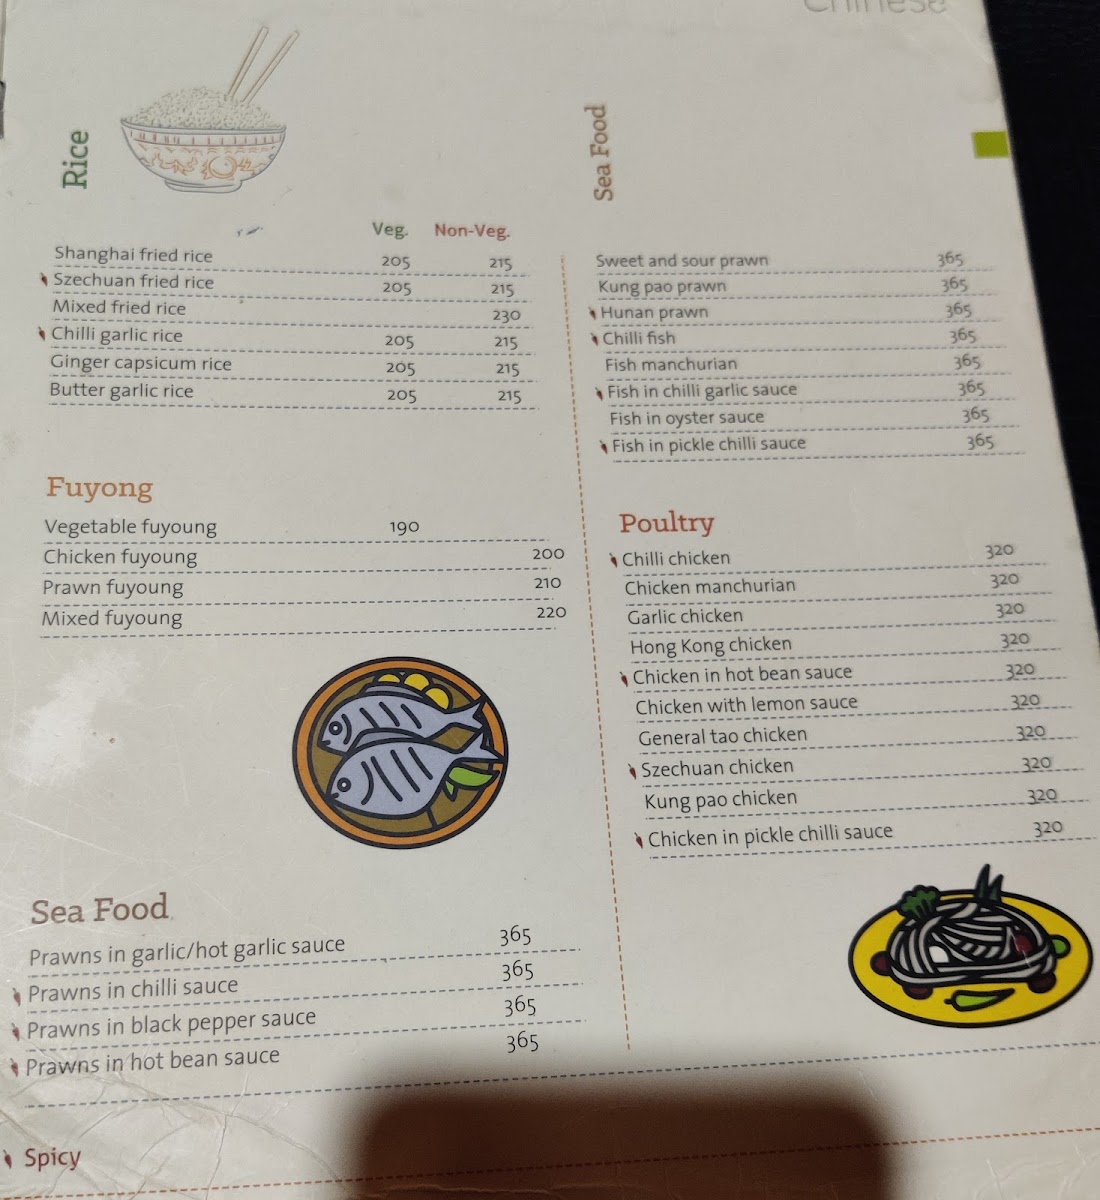 Chinese
Rice
Veg. Non-Veg.
Shanghai fried rice 205 215
Szechuan fried rice 205 215
Mixed fried rice 230
Chilli garlic rice 205 215
Ginger capsicum rice 205 215
Butter garlic rice 205 215
Fuyong
Vegetable fuyoung 190
Chicken fuyoung 200
Prawn fuyoung 210
Mixed fuyoung 220
Sea Food
Prawns in garlic/hot garlic sauce 365
Prawns in chilli sauce 365
Prawns in black pepper sauce 365
Prawns in hot bean sauce 365
Sea Food
Sweet and sour prawn 365
Kung pao prawn 365
Hunan prawn 365
Chilli fish 365
Fish manchurian 365
Fish in chilli garlic sauce 365
Fish in oyster sauce 365
Fish in pickle chilli sauce 365
Poultry
Chilli chicken 320
Chicken manchurian 320
Garlic chicken 320
Hong Kong chicken 320
Chicken in hot bean sauce 320
Chicken with lemon sauce 320
General tao chicken 320
Szechuan chicken 320
Kung pao chicken 320
Chicken in pickle chilli sauce 320
Spicy